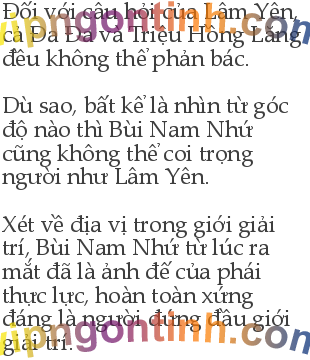 Đối với câu hỏi của Lâm Yên,
cả Đa Đa và Triệu Hồng Lăng
đều không thể phản bác.
Dù sao, bất kể là nhìn từ góc
độ nào thì Bùi Nam Nhứ
cũng không thể coi trọng
người như Lâm Yên.
Xét về địa vị trong giới giải
trí, Bùi Nam Nhứ từ lúc ra
mắt đã là ảnh đế của phái
thực lực, hoàn toàn xứng
đáng là người đứng đầu giới
giải trí.
vipngontinh.com
vipngontinh.com